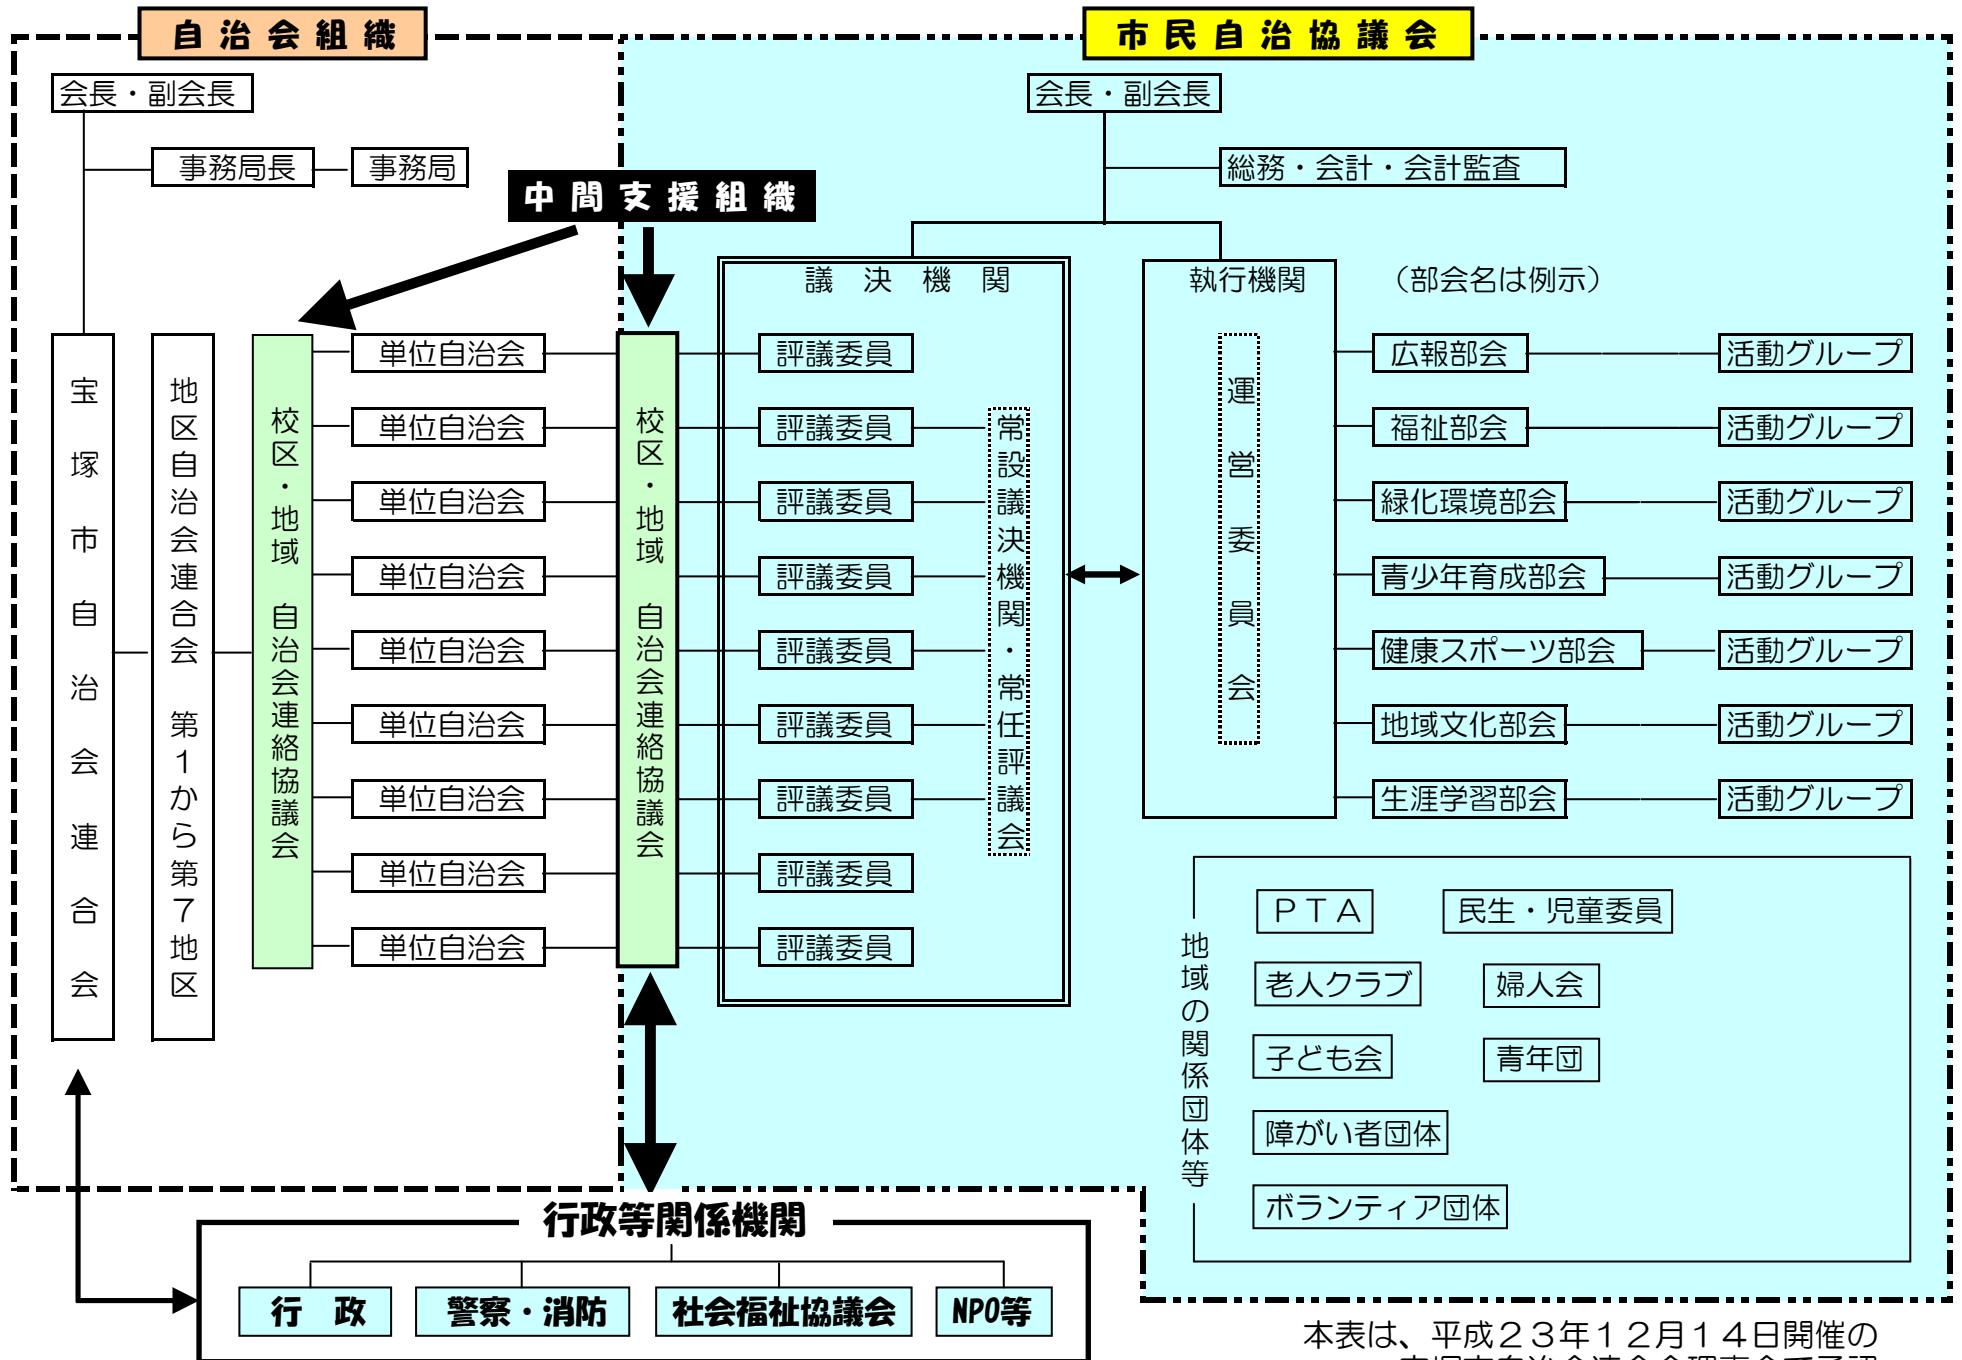 自治会組織
市民自治協議会
会長・副会長
会長・副会長
事務局長
事務局
総務・会計・会計監査
中間支援組織
議決機関
執行機関
（部会名は例示）
宝塚市自治会連合会
地区自治会連合会　第１から第７地区
校区・地域　自治会連絡協議会
単位自治会
単位自治会
単位自治会
単位自治会
単位自治会
単位自治会
単位自治会
単位自治会
単位自治会
校区・地域　自治会連絡協議会
評議委員
評議委員
評議委員
評議委員
評議委員
評議委員
評議委員
評議委員
評議委員
常設議決機関・常任評議会
運営委員会
広報部会
活動グループ
福祉部会
活動グループ
緑化環境部会
活動グループ
青少年育成部会
活動グループ
健康スポーツ部会
活動グループ
地域文化部会
活動グループ
生涯学習部会
活動グループ
地域の関係団体等
ＰＴＡ
民生・児童委員
老人クラブ
婦人会
子ども会
青年団
障がい者団体
ボランティア団体
行政等関係機関
行　政
警察・消防
社会福祉協議会
NPO等
本表は、平成２３年１２月１４日開催の